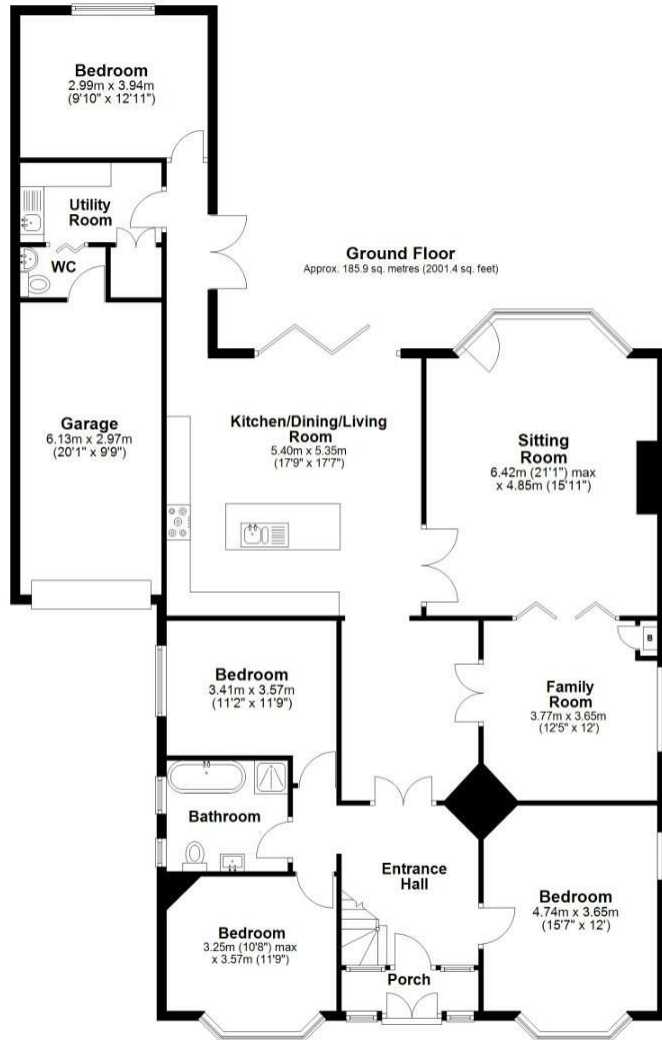 Bedroom
2.99m x 3.94m
(9'10" x 12'11")
Utility
Room
WC
Ground Floor
Approx. 185.9 sq. metres (2001.4 sq. feet)
Garage
6.13m x 2.97m
(20'1" x 9'9")
Kitchen/Dining/Living
Room
5.40m x 5.35m
(17'9" x 17'7")
Sitting
Room
6.42m (21'1") max
x 4.85m (15'11")
Bedroom
3.41m x 3.57m
(11'2" x 11'9")
B
Family
Room
3.77m x 3.65m
(12'5" x 12')
Bathroom
Entrance
Hall
Bedroom
4.74m x 3.65m
(15'7" x 12')
Bedroom
3.25m (10'8") max
x 3.57m (11'9")
Porch